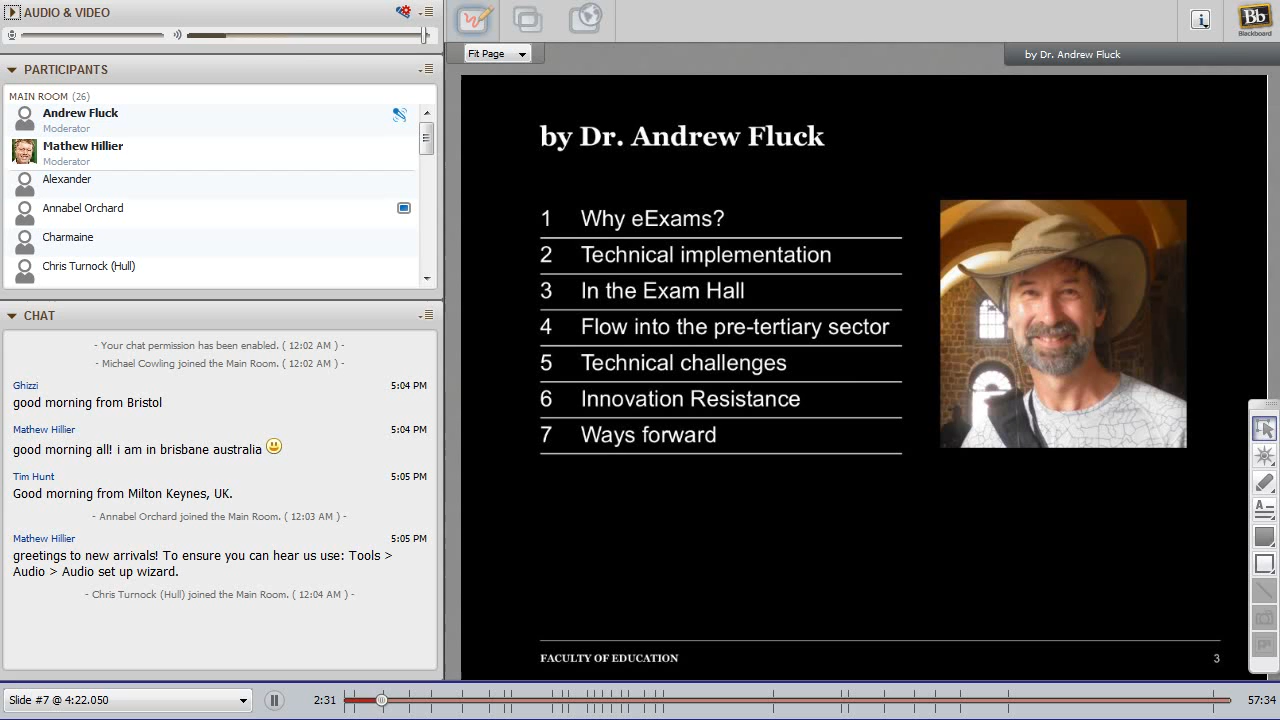 AUDIO & VIDEO
PARTICIPANTS
MAIN ROOM (26)
Andrew Fluck
Moderator
Mathew Hillier
Moderator
Alexander
Annabel Orchard
Charmaine
Chris Turnock (Hull)
CHAT
- Your chat permission has been enabled. ( 12:02 AM ) -
- Michael Cowling joined the Main Room. ( 12:02 AM ) -
Ghizzi 5:04 PM
good morning from Bristol
Mathew Hillier 5:04 PM
good morning all! i am in brisbane australia
Tim Hunt 5:05 PM
Good morning from Milton Keynes, UK.
- Annabel Orchard joined the Main Room. ( 12:03 AM ) -
Mathew Hillier 5:05 PM
greetings to new arrivals! To ensure you can hear us use: Tools >
Audio > Audio set up wizard.
- Chris Turnock (Hull) joined the Main Room. ( 12:04 AM ) -
Bb
Blackboard
Fit Page
by Dr. Andrew Fluck
by Dr. Andrew Fluck
1 Why eExams?
2 Technical implementation
3 In the Exam Hall
4 Flow into the pre-tertiary sector
5 Technical challenges
6 Innovation Resistance
7 Ways forward
FACULTY OF EDUCATION 3
Slide #7 @ 4:22.050 2:31 57:34